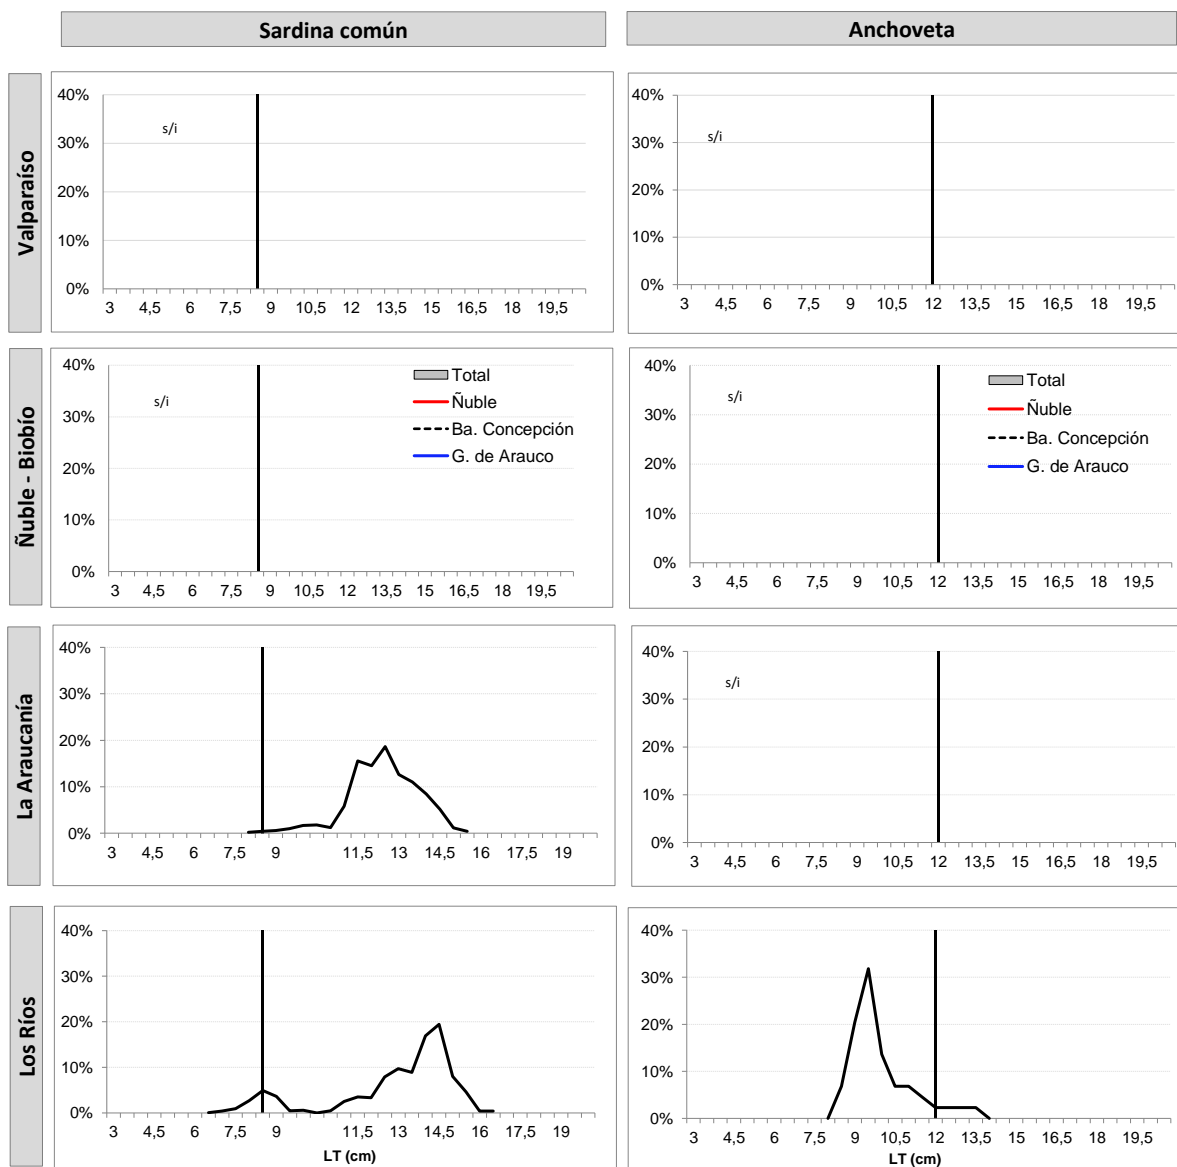 Sardina común
Anchoveta
Valparaíso
40%
30%
20%
10%
0%
s/i
3 4,5 6 7,5 9 10,5 12 13,5 15 16,5 18 19,5
40%
30%
20%
10%
0%
s/i
3 4,5 6 7,5 9 10,5 12 13,5 15 16,5 18 19,5
Ñuble - Biobío
40%
30%
20%
10%
0%
s/i
Total
Ñuble
Ba. Concepción
G. de Arauco
3 4,5 6 7,5 9 10,5 12 13,5 15 16,5 18 19,5
40%
30%
20%
10%
0%
s/i
Total
Ñuble
Ba. Concepción
G. de Arauco
3 4,5 6 7,5 9 10,5 12 13,5 15 16,5 18 19,5
La Araucanía
40%
30%
20%
10%
0%
3 4,5 6 7,5 9 11,5 13 14,5 16 17,5 19
40%
30%
20%
10%
0%
s/i
3 4,5 6 7,5 9 10,5 12 13,5 15 16,5 18 19,5
Los Ríos
40%
30%
20%
10%
0%
3 4,5 6 7,5 9 11,5 13 14,5 16 17,5 19
LT (cm)
40%
30%
20%
10%
0%
3 4,5 6 7,5 9 10,5 12 13,5 15 16,5 18 19,5
LT (cm)